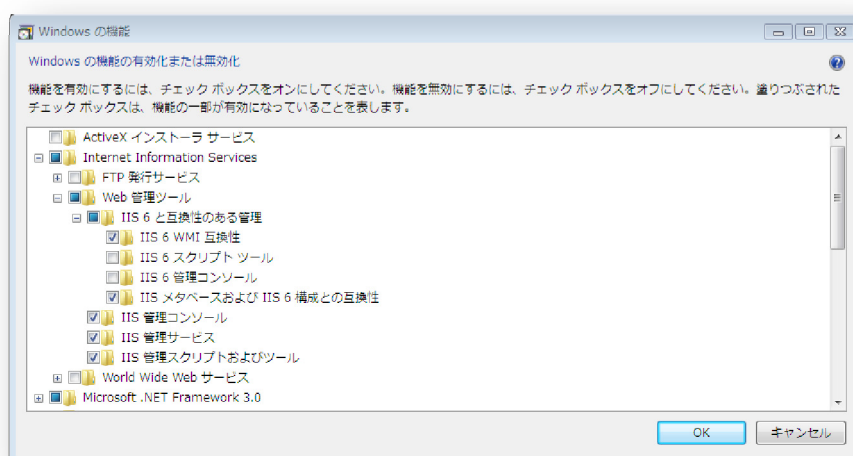 Windows の機能
Windows の機能の有効化または無効化
機能を有効にするには、チェック ボックスをオンにしてください。機能を無効にするには、チェック ボックスをオフにしてください。塗りつぶされた
チェック ボックスは、機能の一部が有効になっていることを表します。
ActiveX インストーラ サービス
Internet Information Services
FTP 発行サービス
Web 管理ツール
IIS 6 と互換性のある管理
IIS 6 WMI 互換性
IIS 6 スクリプト ツール
IIS 6 管理コンソール
IIS メタベースおよび IIS 6 構成との互換性
IIS 管理コンソール
IIS 管理サービス
IIS 管理スクリプトおよびツール
World Wide Web サービス
Microsoft .NET Framework 3.0
OK キャンセル